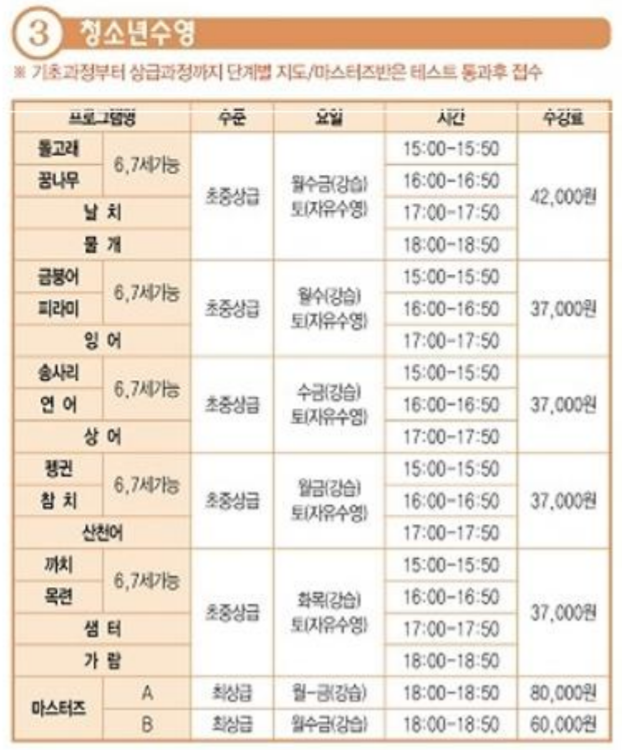 3 청소년수영
※ 기초과정부터 상급과정까지 단계별 지도/마스터즈반은 테스트 통과후 접수
프로그램명 수준 요일 시간 수강료
돌고래 6,7세가능 초중상급 월수금(강습) 토(자유수영) 15:00-15:50 42,000원
꿈나무 16:00-16:50
날 치 17:00-17:50
물 개 18:00-18:50
금붕어 6,7세가능 초중상급 월수(강습) 토(자유수영) 15:00-15:50 37,000원
피라미 16:00-16:50
잉 어 17:00-17:50
송사리 6,7세가능 초중상급 수금(강습) 토(자유수영) 15:00-15:50 37,000원
연 어 16:00-16:50
상 어 17:00-17:50
펭귄 6,7세가능 초중상급 월금(강습) 토(자유수영) 15:00-15:50 37,000원
참 치 16:00-16:50
산천어 17:00-17:50
까치 6,7세가능 초중상급 화목(강습) 토(자유수영) 15:00-15:50 37,000원
목련 16:00-16:50
샘 터 17:00-17:50
가 람 18:00-18:50
마스터즈 A 최상급 월-금(강습) 18:00-18:50 80,000원
B 최상급 월수금(강습) 18:00-18:50 60,000원